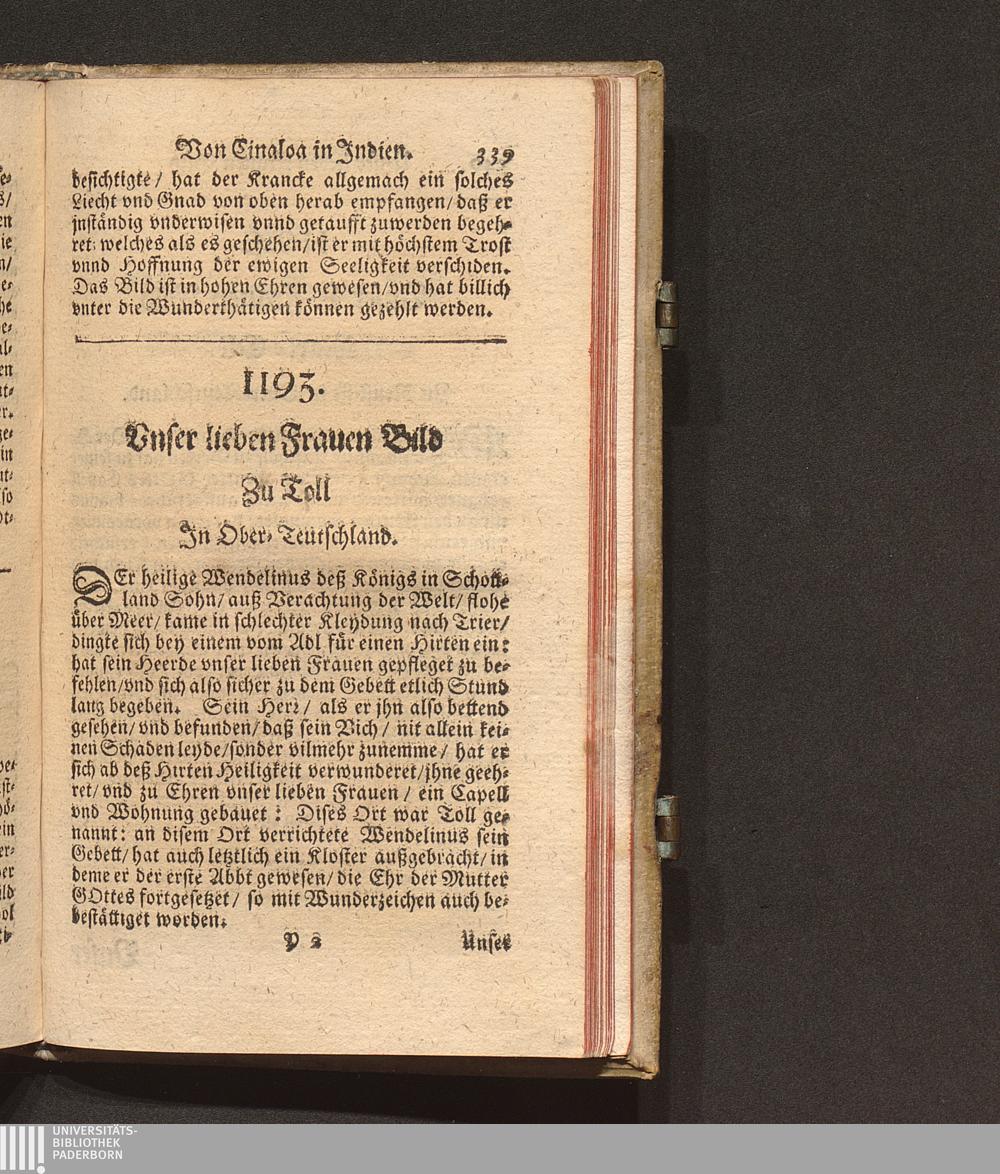 Von Cinaloa in Indien. 339
besichtigte/ hat der Krancke allgemach ein solches
Liecht vnd Gnad von oben herab empfangen/ daß er
jnständig vnderwisen vnnd getaufft zuwerden begeh-
ret: welches als es geschehen/ist er mit höchstem Trost
vnnd Hoffnung der ewigen Seeligkeit verschiden.
Das Bild ist in hohen Ehren gewesen/vnd hat billich
vnter die Wunderthätigen können gezehlt werden.
1193.
Vnser lieben Frauen Bild
Zu Toll
In Ober-Teutschland.
DEr heilige Wendelinus deß Königs in Schott-
land Sohn/ auß Verachtung der Welt/ flohe
über Meer/ kame in schlechter Kleydung nach Trier/
dingte sich bey einem vom Adl für einen Hirten ein:
hat sein Heerde vnser lieben Frauen gepfleget zu be-
fehlen/vnd sich also sicher zu dem Gebett etlich Stund
lang begeben. Sein Herr/ als er jhn also bettend
gesehen/ vnd befunden/ daß sein Vich/ nit allein kei-
nen Schaden leyde/sonder vilmehr zunemme/ hat er
sich ab deß Hirten Heiligkeit verwunderet/jhne geeh-
ret/ vnd zu Ehren vnser lieben Frauen/ ein Capell
vnd Wohnung gebauet: Dises Ort war Toll ge-
nannt: an disem Ort verrichtete Wendelinus sein
Gebett/ hat auch letztlich ein Kloster außgebracht/ in
deme er der erste Abbt gewesen/ die Ehr der Mutter
GOttes fortgesetzet/ so mit Wunderzeichen auch be-
bestättiget worden.
Unser
UNIVERSITÄTS-
BIBLIOTHEK
PADERBORN